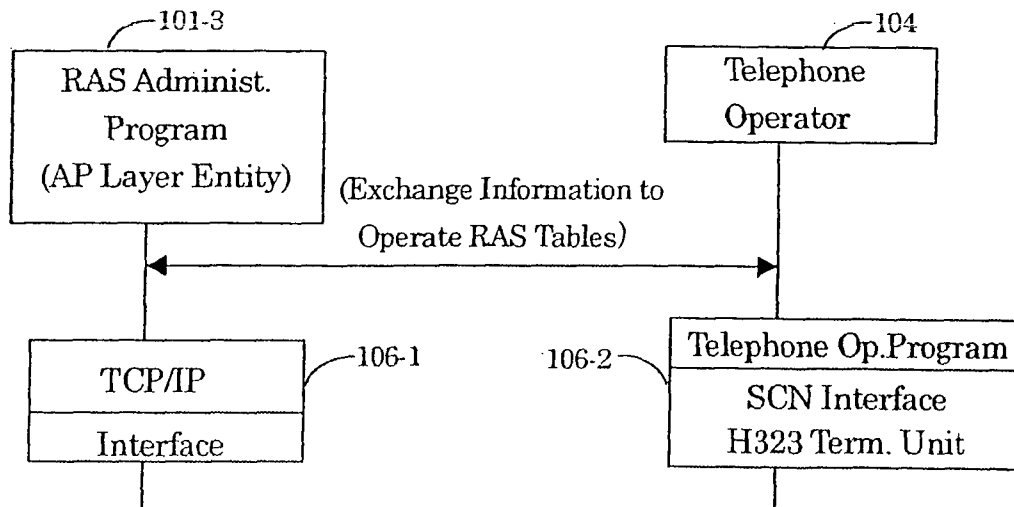 101-3
104
RAS Administ.
Program
(AP Layer Entity)
Telephone
Operator
(Exchange Information to
Operate RAS Tables)
106-1
106-2
TCP/IP
Interface
Telephone Op.Program
SCN Interface
H323 Term. Unit